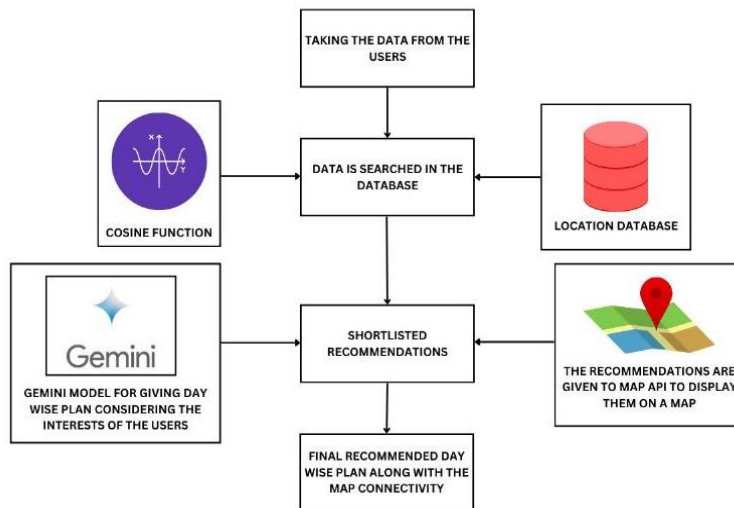 TAKING THE DATA FROM THE
USERS
X
Y
COSINE FUNCTION
DATA IS SEARCHED IN THE
DATABASE
LOCATION DATABASE
Gemini
GEMINI MODEL FOR GIVING DAY
WISE PLAN CONSIDERING THE
INTERESTS OF THE USERS
SHORTLISTED
RECOMMENDATIONS
THE RECOMMENDATIONS ARE
GIVEN TO MAP API TO DISPLAY
THEM ON A MAP
FINAL RECOMMENDED DAY
WISE PLAN ALONG WITH THE
MAP CONNECTIVITY